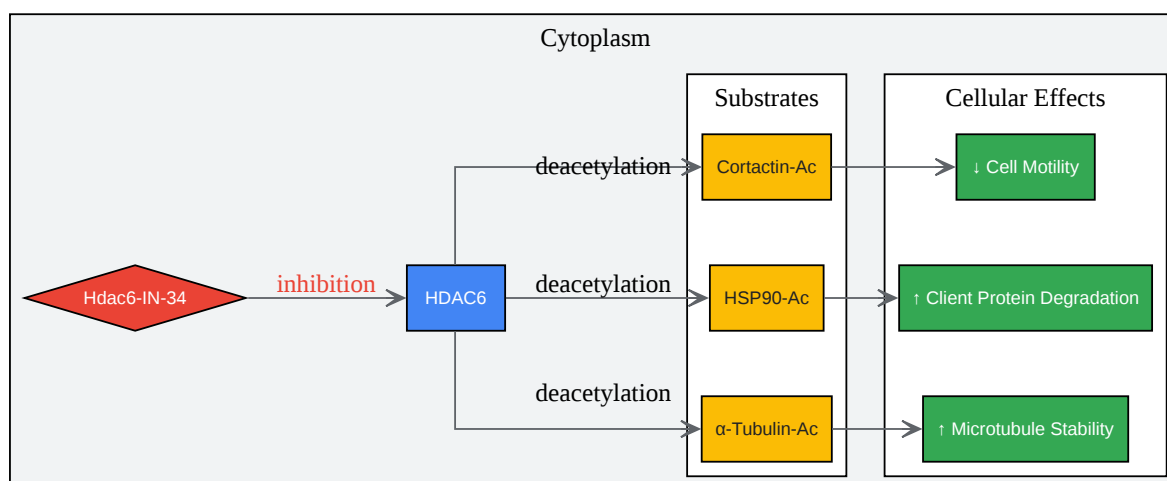 Cytoplasm
Substrates
Cellular Effects
deacetylation
Cortactin-Ac
↓ Cell Motility
Hdac6-IN-34
inhibition
HDAC6
deacetylation
HSP90-Ac
↑ Client Protein Degradation
deacetylation
α-Tubulin-Ac
↑ Microtubule Stability